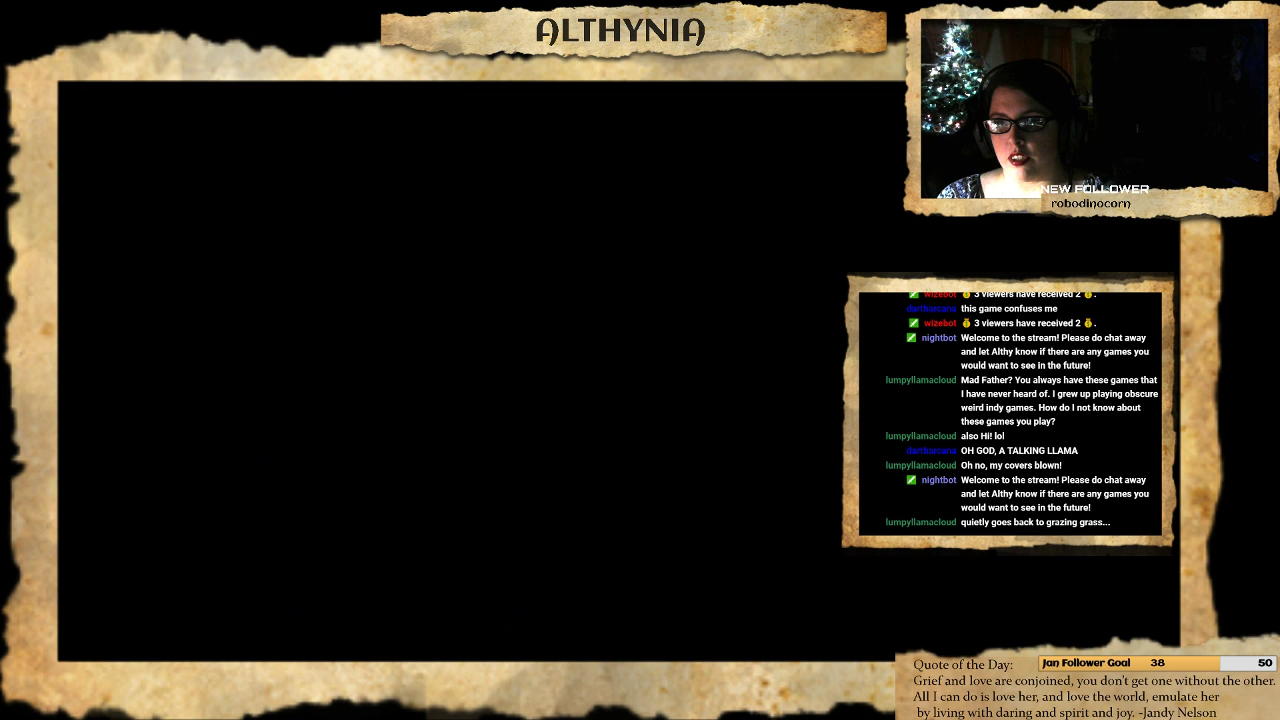 ALTHYNIA
NEW FOLLOWER
robodinocorn
wizebot 3 viewers have received 2 .
dartharcana this game confuses me
wizebot 3 viewers have received 2 .
nightbot Welcome to the stream! Please do chat away
and let Althy know if there are any games you
would want to see in the future!
lumpyllamacloud Mad Father? You always have these games that
I have never heard of. I grew up playing obscure
weird indy games. How do I not know about
these games you play?
lumpyllamacloud also Hi! lol
dartharcana OH GOD, A TALKING LLAMA
lumpyllamacloud Oh no, my covers blown!
nightbot Welcome to the stream! Please do chat away
and let Althy know if there are any games you
would want to see in the future!
lumpyllamacloud quietly goes back to grazing grass...
Quote of the Day:
Jan Follower Goal 38 50
Grief and love are conjoined, you don't get one without the other.
All I can do is love her, and love the world, emulate her
by living with daring and spirit and joy. -Jandy Nelson